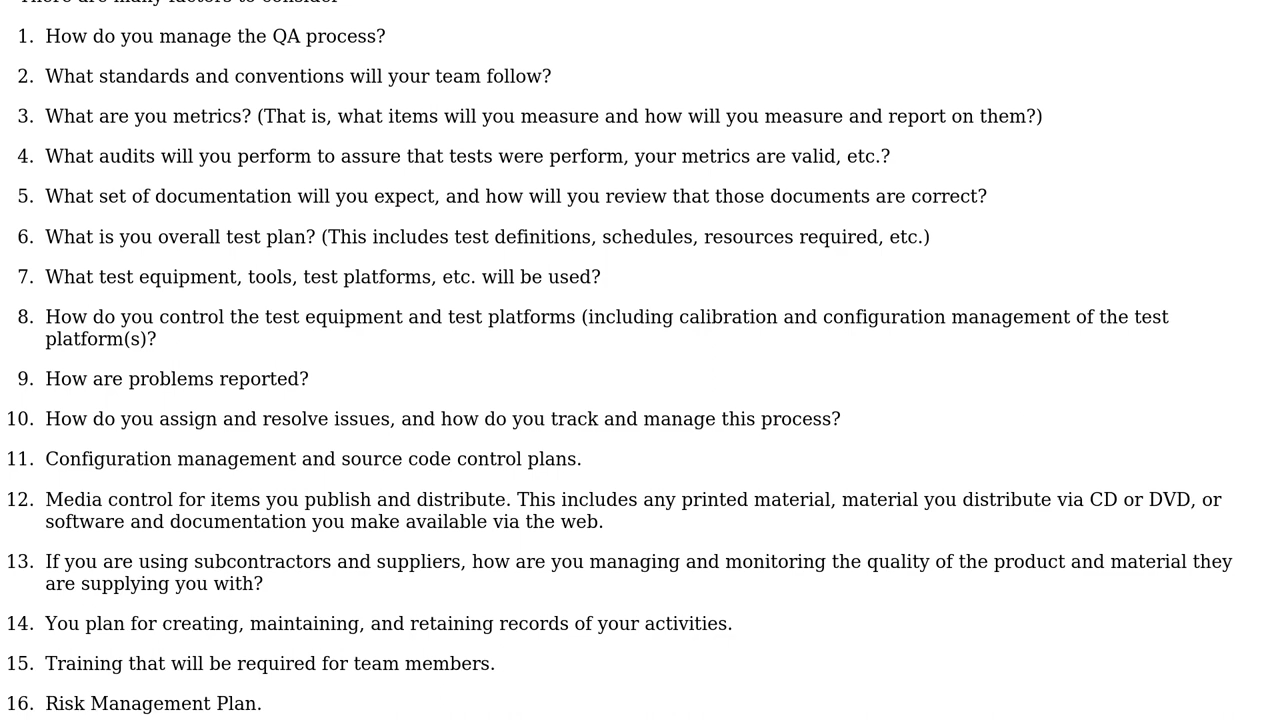 There are many factors to consider
1. How do you manage the QA process?
2. What standards and conventions will your team follow?
3. What are you metrics? (That is, what items will you measure and how will you measure and report on them?)
4. What audits will you perform to assure that tests were perform, your metrics are valid, etc.?
5. What set of documentation will you expect, and how will you review that those documents are correct?
6. What is you overall test plan? (This includes test definitions, schedules, resources required, etc.)
7. What test equipment, tools, test platforms, etc. will be used?
8. How do you control the test equipment and test platforms (including calibration and configuration management of the test
platform(s)?
9. How are problems reported?
10. How do you assign and resolve issues, and how do you track and manage this process?
11. Configuration management and source code control plans.
12. Media control for items you publish and distribute. This includes any printed material, material you distribute via CD or DVD, or
software and documentation you make available via the web.
13. If you are using subcontractors and suppliers, how are you managing and monitoring the quality of the product and material they
are supplying you with?
14. You plan for creating, maintaining, and retaining records of your activities.
15. Training that will be required for team members.
16. Risk Management Plan.